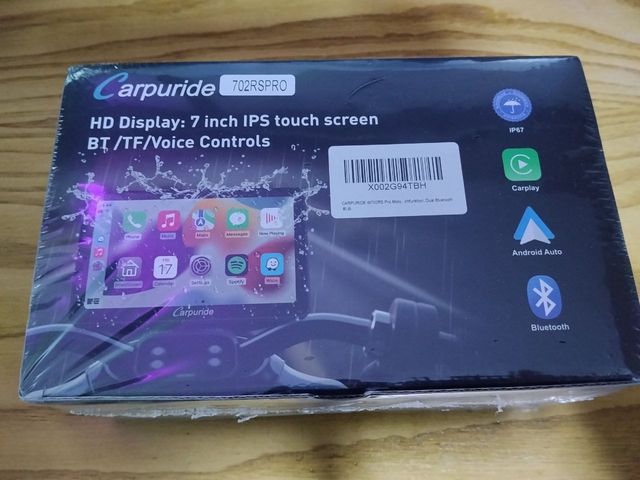 Carpuride 702RSPRO
HD Display: 7 inch IPS touch screen
BT /TF/Voice Controls
IP67
X002G94TBH
Carplay
Android Auto
Bluetooth
Phone Music Maps Messages Now Playing
FRI
17
Calendar Settings Spotify Waze
Carpuride